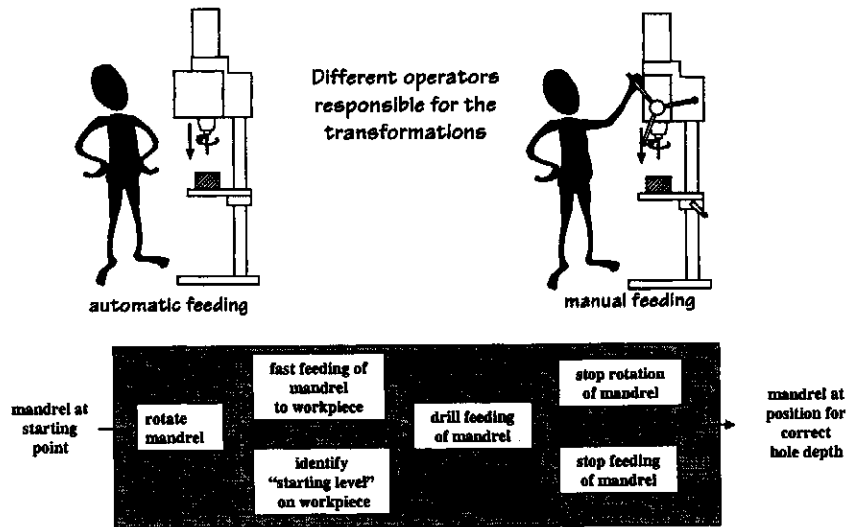 Different operators
responsible for the
transformations
automatic feeding
manual feeding
mandrel at
starting
point
rotate
mandrel
fast feeding of
mandrel
to workpiece
identify
“starting level”
on workpiece
drill feeding
of mandrel
stop rotation
of mandrel
stop feeding
of mandrel
mandrel at
position for
correct
hole depth